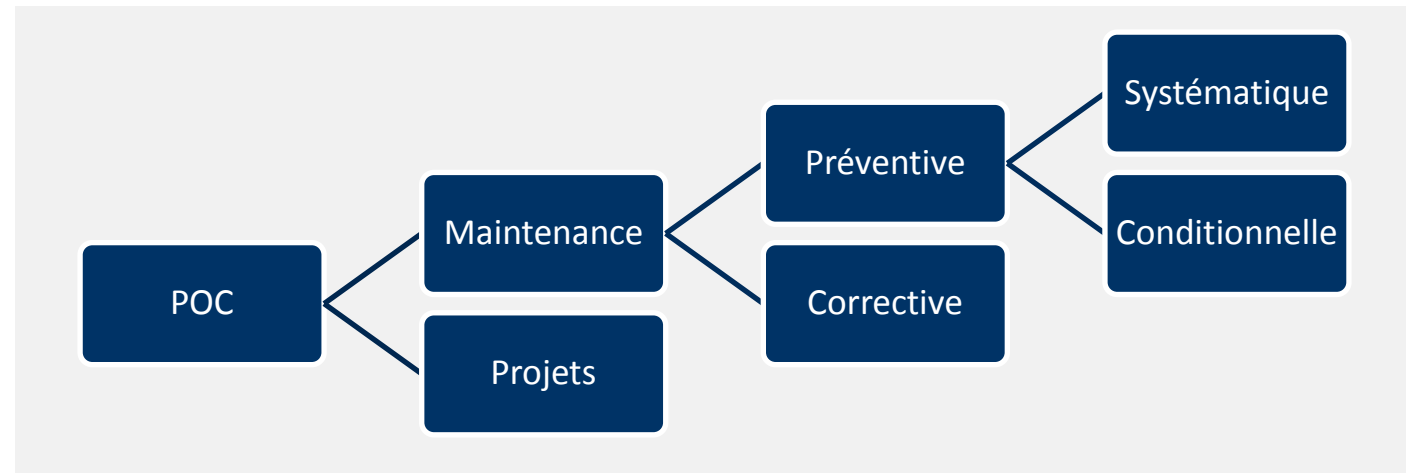 POC
Maintenance
Projets
Préventive
Corrective
Systématique
Conditionnelle